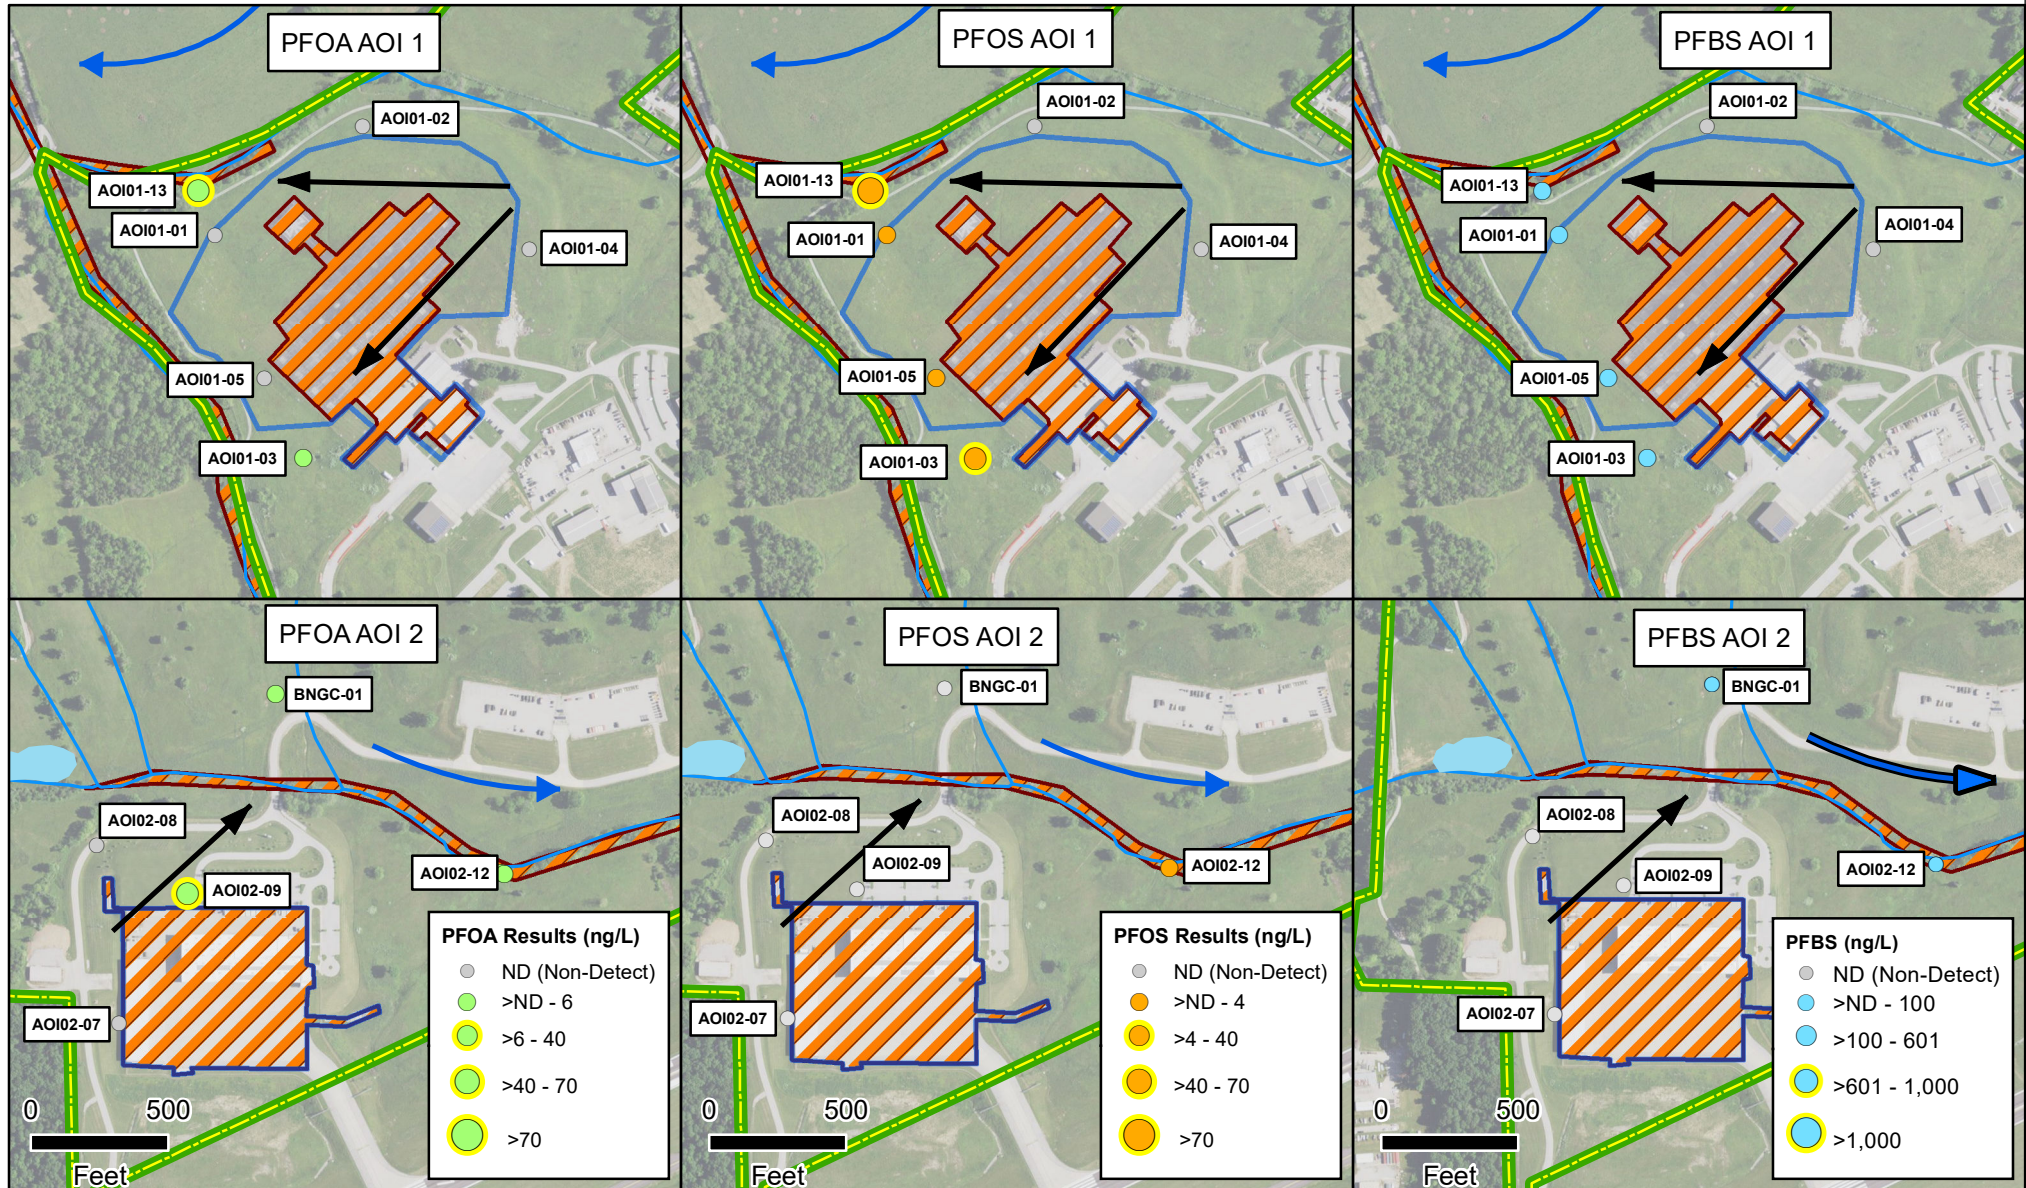 PFOA AOI 1
AOI01-02
AOI01-13
AOI01-01
AOI01-04
AOI01-05
AOI01-03
PFOS AOI 1
AOI01-02
AOI01-13
AOI01-01
AOI01-04
AOI01-05
AOI01-03
PFBS AOI 1
AOI01-02
AOI01-13
AOI01-01
AOI01-04
AOI01-05
AOI01-03
PFOA AOI 2
BNGC-01
AOI02-08
AOI02-12
AOI02-09
AOI02-07
0 500
Feet
PFOA Results (ng/L)
ND (Non-Detect)
>ND - 6
>6 - 40
>40 - 70
>70
PFOS AOI 2
BNGC-01
AOI02-08
AOI02-09
AOI02-12
AOI02-07
0 500
Feet
PFOS Results (ng/L)
ND (Non-Detect)
>ND - 4
>4 - 40
>40 - 70
>70
PFBS AOI 2
BNGC-01
AOI02-08
AOI02-12
AOI02-09
AOI02-07
0 500
Feet
PFBS (ng/L)
ND (Non-Detect)
>ND - 100
>100 - 601
>601 - 1,000
>1,000